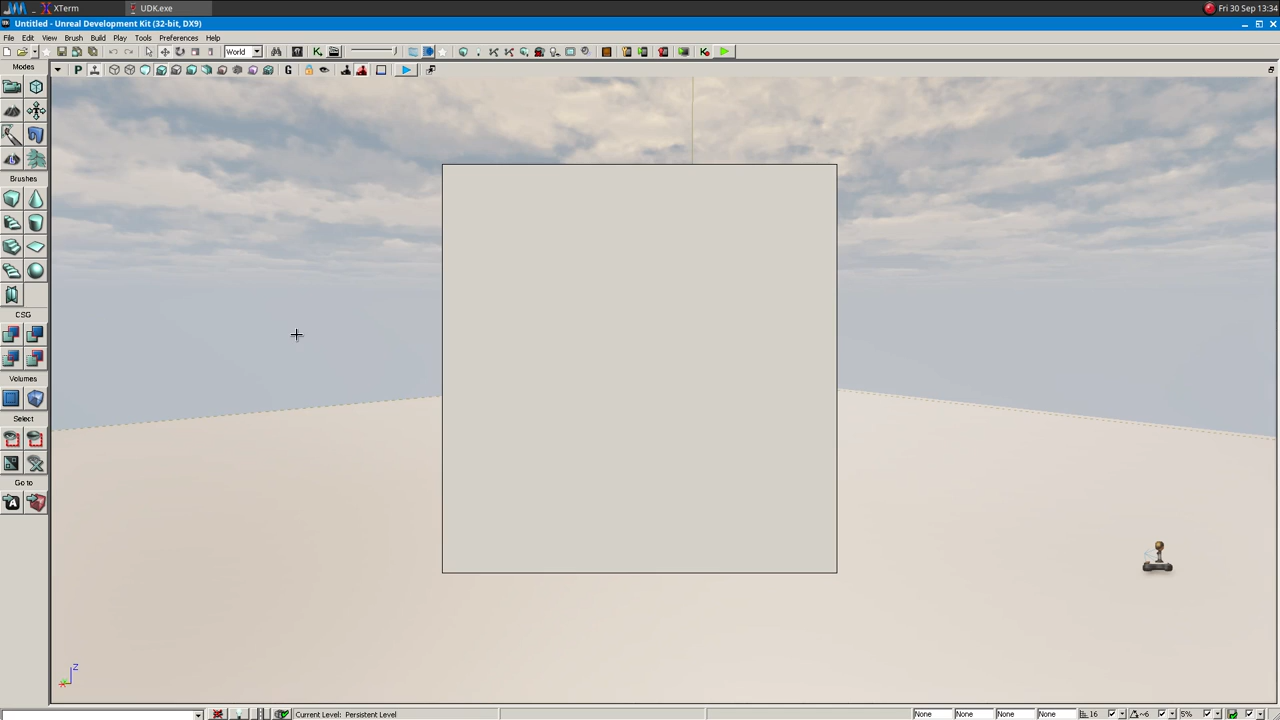 XTerm
UDK.exe
Fri 30 Sep 13:34
Untitled - Unreal Development Kit (32-bit, DX9)
File Edit View Brush Build Play Tools Preferences Help
World
Modes
P
G
Brushes
CSG
Volumes
Select
Go to
Z
Current Level: Persistent Level
None None None None 16 ~6 5%